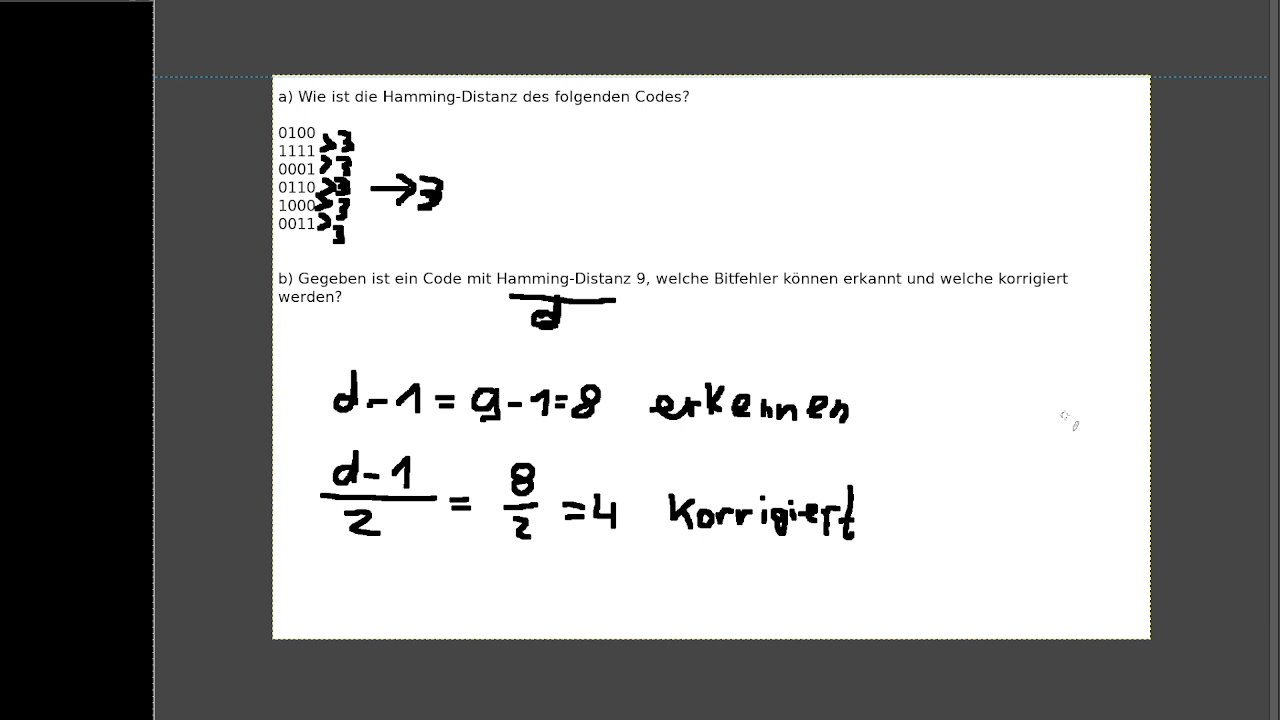 a) Wie ist die Hamming-Distanz des folgenden Codes?
0100
1111 >3
0001 >3
0110 >3 →3
1000 >3
0011 >3
b) Gegeben ist ein Code mit Hamming-Distanz 9, welche Bitfehler können erkannt und welche korrigiert
werden?
d
d-1 = 9-1=8 erkennen
d-1
2
= 8
2
=4 korrigiert